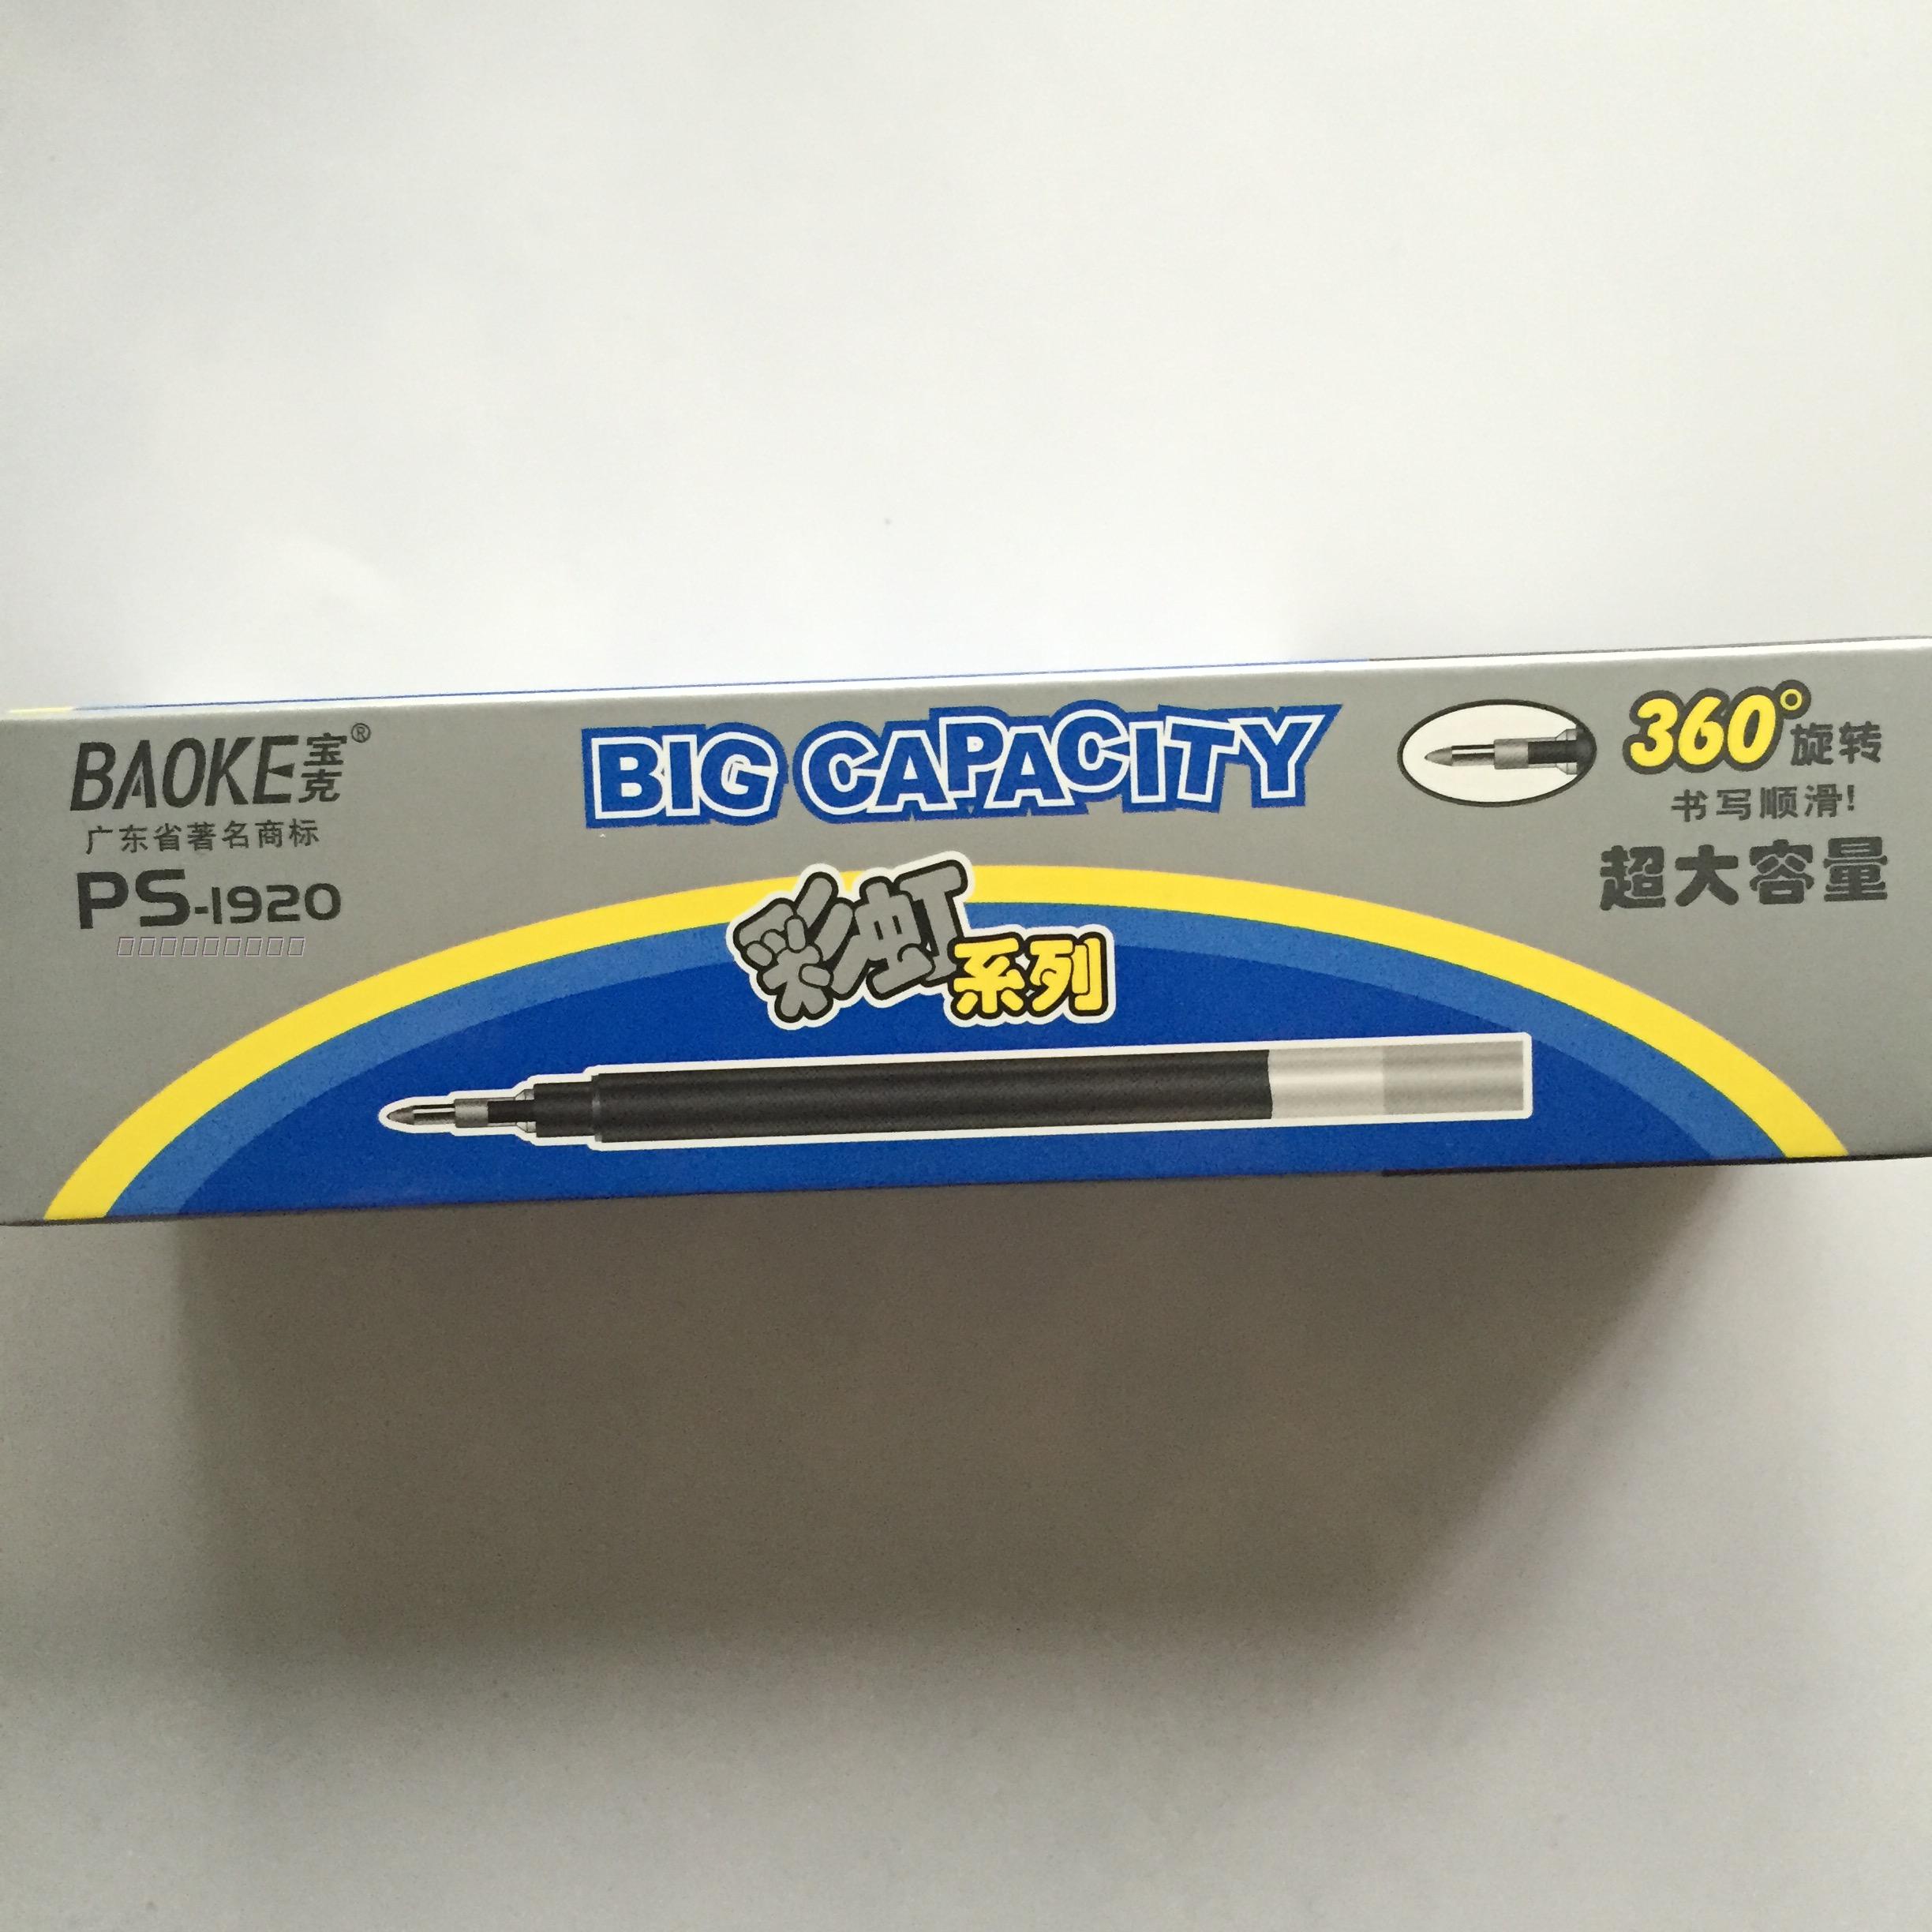 BAOKE宝克®
广东省著名商标
PS-1920
BIG CAPACITY
彩虹系列
360°旋转
书写顺滑!
超大容量